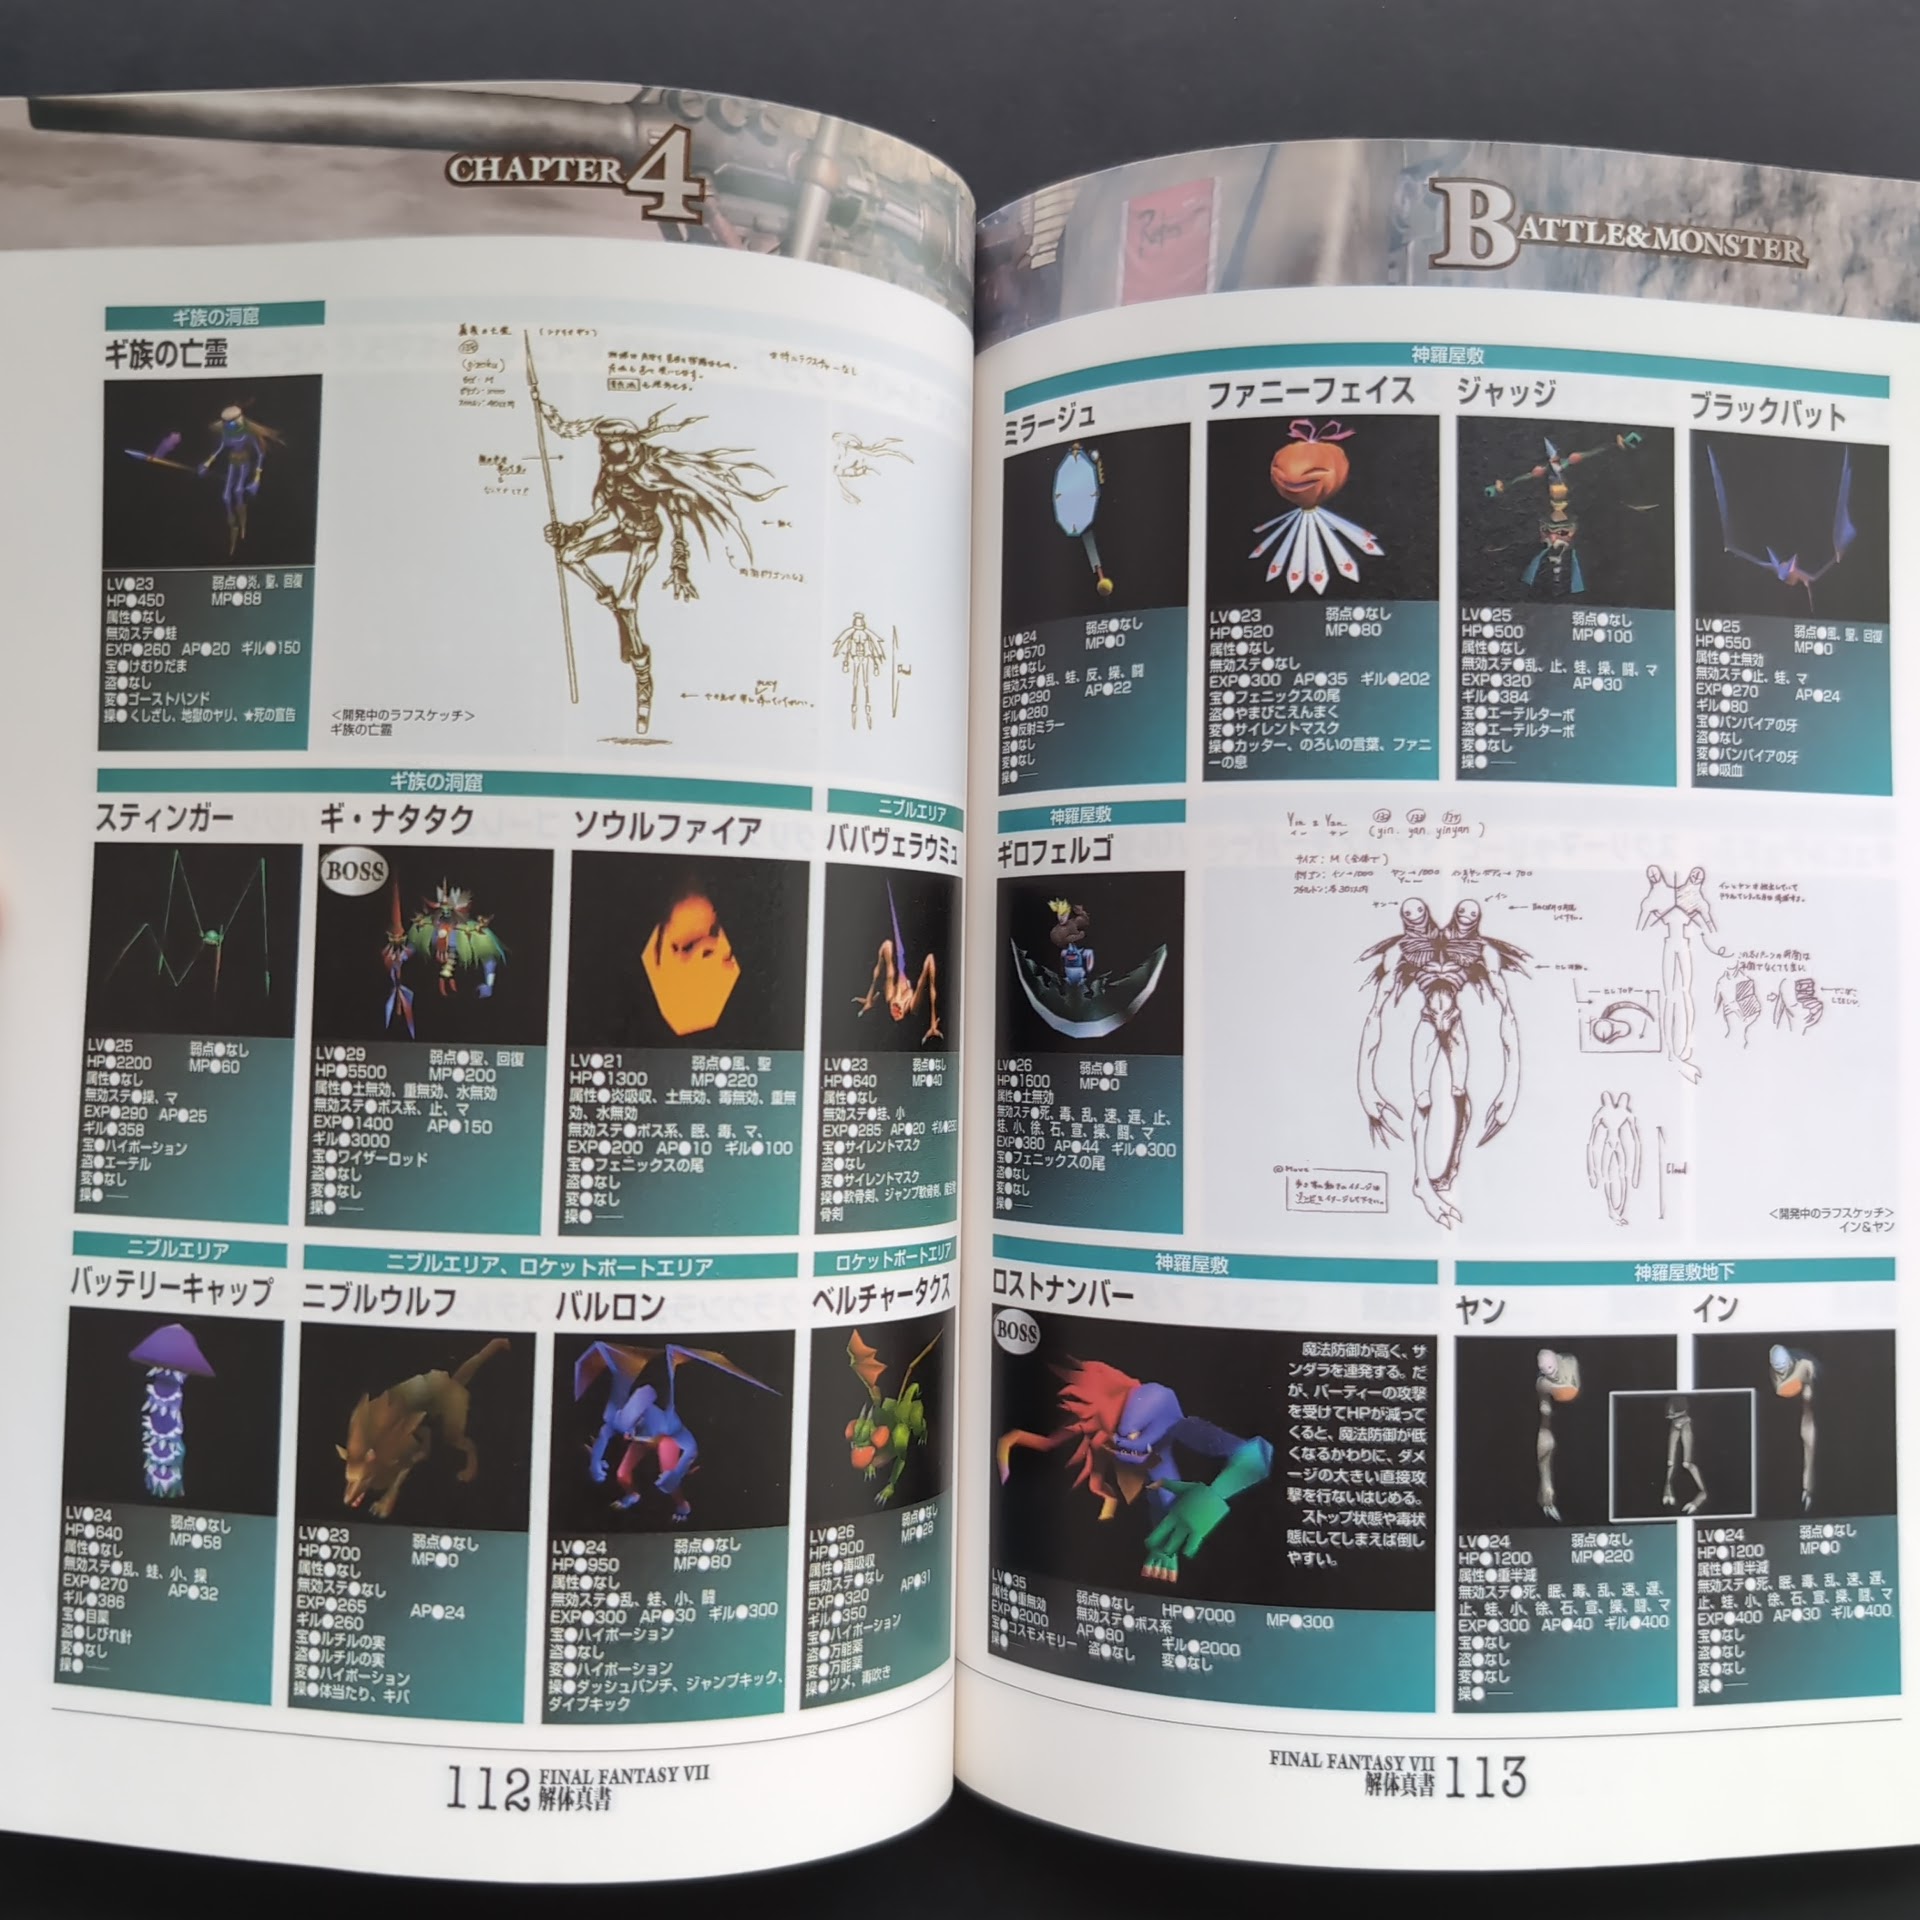 CHAPTER 4
ギ族の洞窟
ギ族の亡霊
LV●23 弱点●炎、聖、回復
HP●450 MP●88
属性●なし
無効ステ●蛙
EXP●260 AP●20 ギル●150
宝●けむりだま
盗●なし
変●ゴーストハンド
操●くしざし、地獄のヤリ、★死の宣告
<開発中のラフスケッチ>
ギ族の亡霊
ギ族の洞窟
スティンガー
LV●25 弱点●なし
HP●2200 MP●60
属性●なし
無効ステ●操、マ
EXP●290 AP●25
ギル●358
宝●ハイポーション
盗●エーテル
変●なし
操●──
ギ・ナタタク
BOSS
LV●29 弱点●聖、回復
HP●5500 MP●200
属性●土無効、重無効、水無効
無効ステ●ボス系、止、マ
EXP●1400 AP●150
ギル●3000
宝●ワイザーロッド
盗●なし
変●なし
操●──
ソウルファイア
LV●21 弱点●風、聖
HP●1300 MP●220
属性●炎吸収、土無効、毒無効、重無
効、水無効
無効ステ●ボス系、眠、毒、マ、
EXP●200 AP●10 ギル●100
宝●フェニックスの尾
盗●なし
変●なし
操●──
ニブルエリア
ババヴェラウミュ
LV●23 弱点●なし
HP●640 MP●40
属性●なし
無効ステ●蛙、小
EXP●285 AP●20
宝●サイレントマスク
盗●なし
変●サイレントマスク
操●軟骨剣、ジャンプ軟骨剣、
骨剣
ニブルエリア
バッテリーキャップ
LV●24 弱点●なし
HP●640 MP●58
属性●なし
無効ステ●乱、蛙、小、操
EXP●270 AP●32
ギル●386
宝●目薬
盗●しびれ針
変●なし
操●──
ニブルエリア、ロケットポートエリア
ニブルウルフ
LV●23 弱点●なし
HP●700 MP●0
属性●なし
無効ステ●なし
EXP●265 AP●24
ギル●260
宝●ルチルの実
盗●ルチルの実
変●ハイポーション
操●体当たり、キバ
バルロン
LV●24 弱点●なし
HP●950 MP●80
属性●なし
無効ステ●乱、蛙、小、闘
EXP●300 AP●30 ギル●300
宝●ハイポーション
盗●なし
変●ハイポーション
操●ダッシュパンチ、ジャンプキック、
ダイブキック
ロケットポートエリア
ベルチャータクス
LV●26 弱点●なし
HP●900 MP●28
属性●毒吸収
無効ステ●なし
EXP●320 AP●31
ギル●350
宝●ハイポーション
盗●万能薬
変●万能薬
操●ツメ、毒吹き
112 FINAL FANTASY VII
解体真書
BATTLE&MONSTER
神羅屋敷
ミラージュ
LV●24 弱点●なし
HP●570 MP●0
属性●なし
無効ステ●乱、蛙、反、操、闘
EXP●290 AP●22
ギル●280
宝●反射ミラー
盗●なし
変●なし
操●──
ファニーフェイス
LV●23 弱点●なし
HP●520 MP●80
属性●なし
無効ステ●なし
EXP●300 AP●35 ギル●202
宝●フェニックスの尾
盗●やまびこえんまく
変●サイレントマスク
操●カッター、のろいの言葉、ファニ
ーの息
ジャッジ
LV●25 弱点●なし
HP●500 MP●100
属性●なし
無効ステ●乱、止、蛙、操、闘、マ
EXP●320 AP●30
ギル●384
宝●エーテルターボ
盗●エーテルターボ
変●なし
操●──
ブラックバット
LV●25 弱点●風、聖、回復
HP●550 MP●0
属性●土無効
無効ステ●止、蛙、マ
EXP●270 AP●24
ギル●80
宝●バンパイアの牙
盗●なし
変●バンパイアの牙
操●吸血
神羅屋敷
ギロフェルゴ
LV●26 弱点●重
HP●1600 MP●0
属性●土無効
無効ステ●死、毒、乱、速、遅、止、
蛙、小、徐、石、宣、操、闘、マ
EXP●380 AP●44 ギル●300
宝●フェニックスの尾
盗●なし
変●なし
操●──
(yin. yan. yinyan)
ヤン イン
Cloud
<開発中のラフスケッチ>
イン&ヤン
神羅屋敷
ロストナンバー
BOSS
魔法防御が高く、サ
ンダラを連発する。だ
が、パーティーの攻撃
を受けてHPが減って
くると、魔法防御が低
くなるかわりに、ダメ
ージの大きい直接攻
撃を行ないはじめる。
ストップ状態や毒状
態にしてしまえば倒し
やすい。
LV●35 弱点●なし HP●7000 MP●300
属性●重無効 無効ステ●ボス系
EXP●2000 AP●80 ギル●2000
宝●コスモメモリー 盗●なし 変●なし
操●──
神羅屋敷地下
ヤン
LV●24 弱点●なし
HP●1200 MP●220
属性●重半減
無効ステ●死、眠、毒、乱、速、遅、
止、蛙、小、徐、石、宣、操、闘、マ
EXP●300 AP●40 ギル●400
宝●なし
盗●なし
変●なし
操●──
イン
LV●24 弱点●なし
HP●1200 MP●0
属性●重半減
無効ステ●死、眠、毒、乱、速、遅、
止、蛙、小、徐、石、宣、操、闘、マ
EXP●400 AP●30 ギル●400
宝●なし
盗●なし
変●なし
操●──
FINAL FANTASY VII 113
解体真書